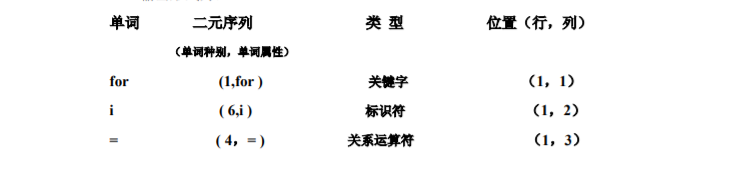 单词 二元序列 类 型 位置（行，列）
（单词种别，单词属性）
for (1,for ) 关键字 （1，1）
i ( 6,i ) 标识符 （1，2）
= ( 4，= ) 关系运算符 （1，3）